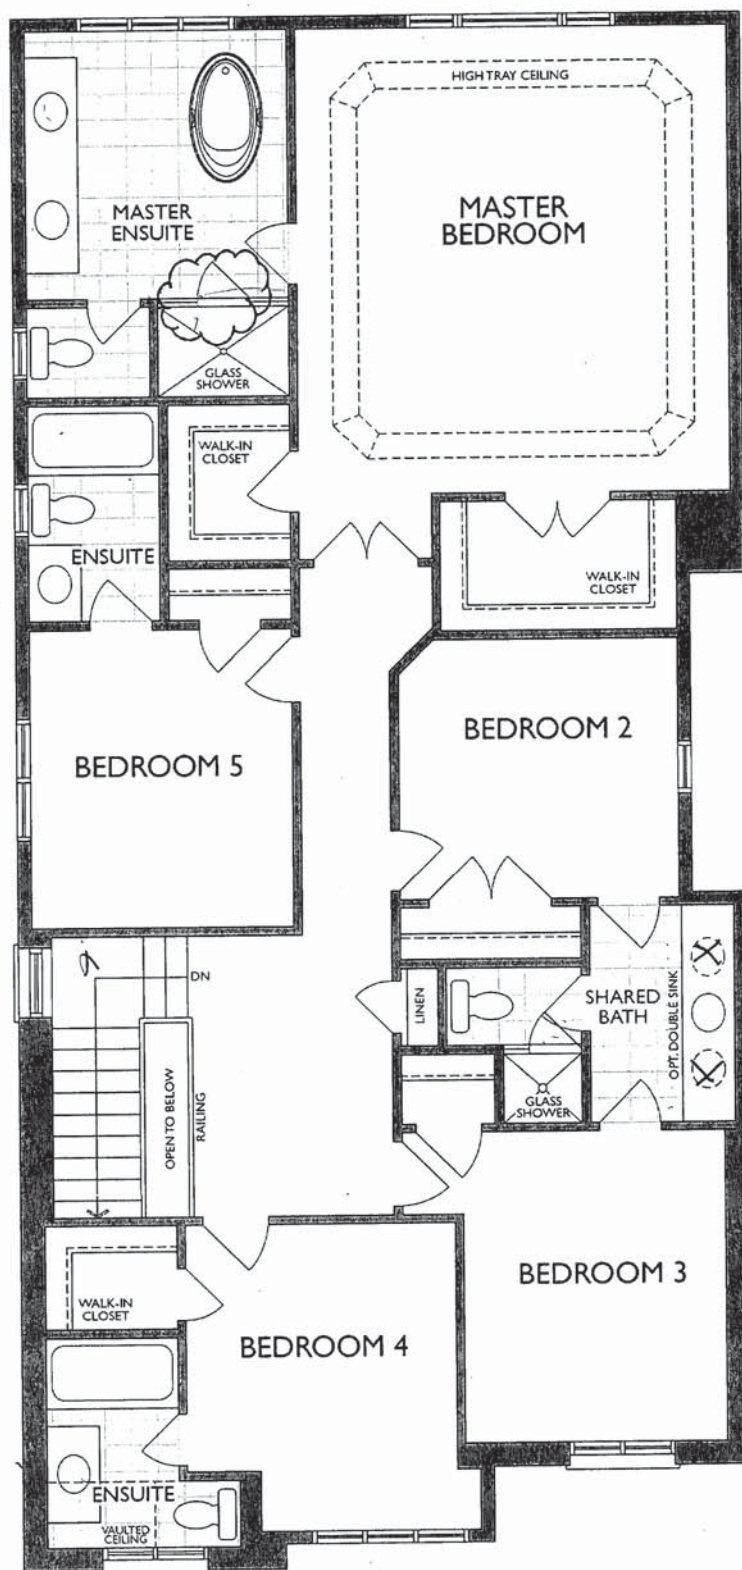 HIGH TRAY CEILING
MASTER
ENSUITE
MASTER
BEDROOM
GLASS
SHOWER
WALK-IN
CLOSET
ENSUITE
WALK-IN
CLOSET
BEDROOM 5
BEDROOM 2
DN
LINEN
SHARED
BATH
OPT. DOUBLE SINK
OPEN TO BELOW
RAILING
GLASS
SHOWER
WALK-IN
CLOSET
BEDROOM 3
BEDROOM 4
ENSUITE
VAULTED
CEILING